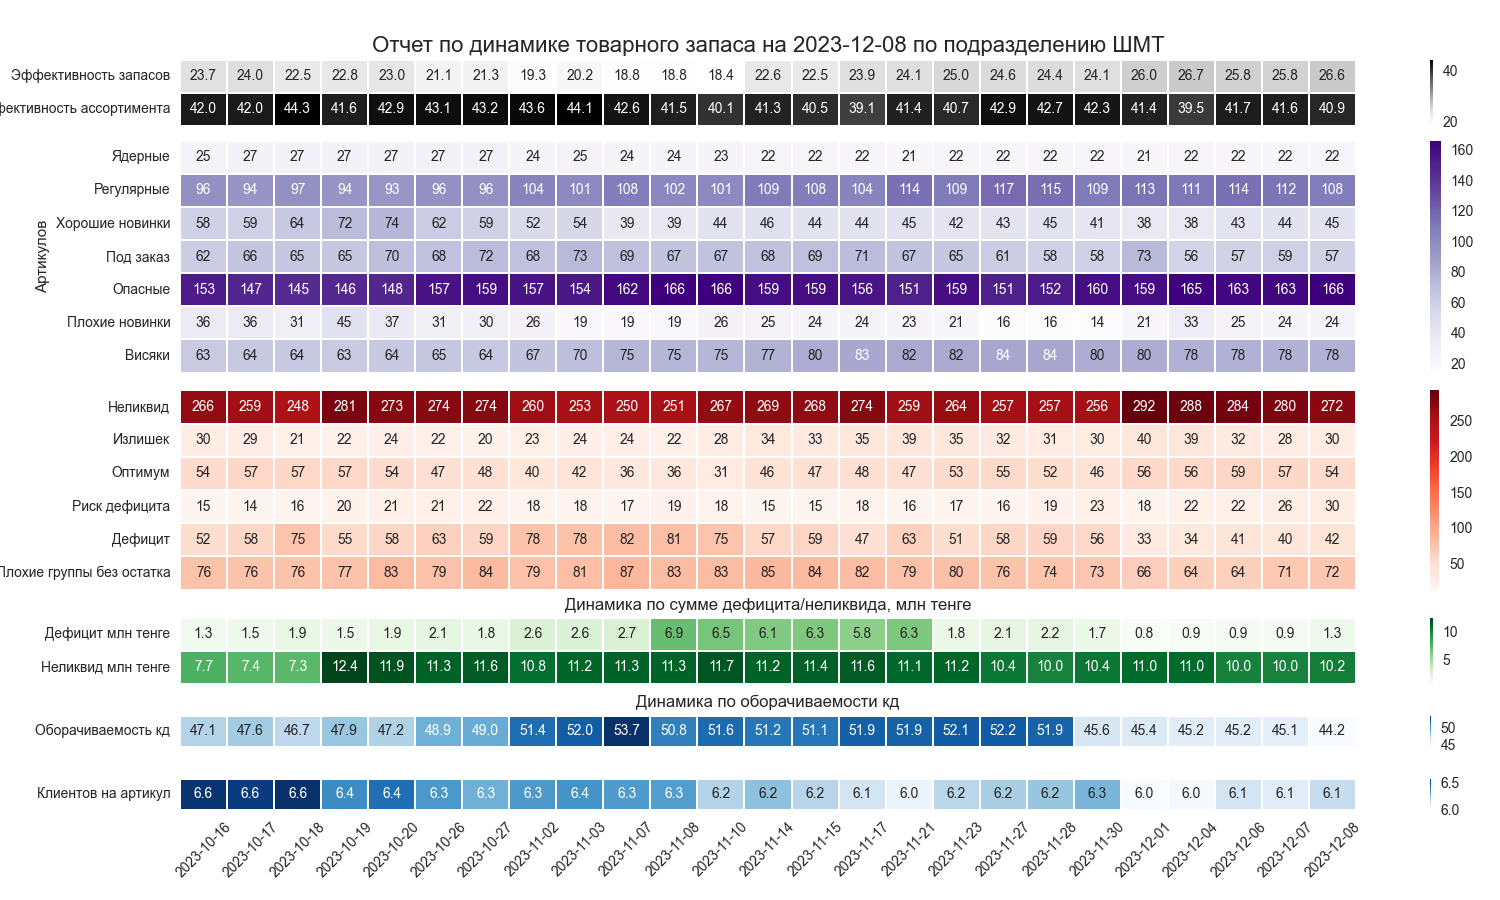 Отчет по динамике товарного запаса на 2023-12-08 по подразделению ШМТ
Эффективность запасов 23.7 24.0 22.5 22.8 23.0 21.1 21.3 19.3 20.2 18.8 18.8 18.4 22.6 22.5 23.9 24.1 25.0 24.6 24.4 24.1 26.0 26.7 25.8 25.8 26.6
фективность ассортимента 42.0 42.0 44.3 41.6 42.9 43.1 43.2 43.6 44.1 42.6 41.5 40.1 41.3 40.5 39.1 41.4 40.7 42.9 42.7 42.3 41.4 39.5 41.7 41.6 40.9
40
20
Артикулов
Ядерные 25 27 27 27 27 27 27 24 25 24 24 23 22 22 22 21 22 22 22 22 21 22 22 22 22
Регулярные 96 94 97 94 93 96 96 104 101 108 102 101 109 108 104 114 109 117 115 109 113 111 114 112 108
Хорошие новинки 58 59 64 72 74 62 59 52 54 39 39 44 46 44 44 45 42 43 45 41 38 38 43 44 45
Под заказ 62 66 65 65 70 68 72 68 73 69 67 67 68 69 71 67 65 61 58 58 73 56 57 59 57
Опасные 153 147 145 146 148 157 159 157 154 162 166 166 159 159 156 151 159 151 152 160 159 165 163 163 166
Плохие новинки 36 36 31 45 37 31 30 26 19 19 19 26 25 24 24 23 21 16 16 14 21 33 25 24 24
Висяки 63 64 64 63 64 65 64 67 70 75 75 75 77 80 83 82 82 84 84 80 80 78 78 78 78
160
140
120
100
80
60
40
20
Неликвид 266 259 248 281 273 274 274 260 253 250 251 267 269 268 274 259 264 257 257 256 292 288 284 280 272
Излишек 30 29 21 22 24 22 20 23 24 24 22 28 34 33 35 39 35 32 31 30 40 39 32 28 30
Оптимум 54 57 57 57 54 47 48 40 42 36 36 31 46 47 48 47 53 55 52 46 56 56 59 57 54
Риск дефицита 15 14 16 20 21 21 22 18 18 17 19 18 15 15 18 16 17 16 19 23 18 22 22 26 30
Дефицит 52 58 75 55 58 63 59 78 78 82 81 75 57 59 47 63 51 58 59 56 33 34 41 40 42
Плохие группы без остатка 76 76 76 77 83 79 84 79 81 87 83 83 85 84 82 79 80 76 74 73 66 64 64 71 72
250
200
150
100
50
Динамика по сумме дефицита/неликвида, млн тенге
Дефицит млн тенге 1.3 1.5 1.9 1.5 1.9 2.1 1.8 2.6 2.6 2.7 6.9 6.5 6.1 6.3 5.8 6.3 1.8 2.1 2.2 1.7 0.8 0.9 0.9 0.9 1.3
Неликвид млн тенге 7.7 7.4 7.3 12.4 11.9 11.3 11.6 10.8 11.2 11.3 11.3 11.7 11.2 11.4 11.6 11.1 11.2 10.4 10.0 10.4 11.0 11.0 10.0 10.0 10.2
10
5
Динамика по оборачиваемости кд
Оборачиваемость кд 47.1 47.6 46.7 47.9 47.2 48.9 49.0 51.4 52.0 53.7 50.8 51.6 51.2 51.1 51.9 51.9 52.1 52.2 51.9 45.6 45.4 45.2 45.2 45.1 44.2
50
45
Клиентов на артикул 6.6 6.6 6.6 6.4 6.4 6.3 6.3 6.3 6.4 6.3 6.3 6.2 6.2 6.2 6.1 6.0 6.2 6.2 6.2 6.3 6.0 6.0 6.1 6.1 6.1
6.5
6.0
2023-10-16 2023-10-17 2023-10-18 2023-10-19 2023-10-20 2023-10-26 2023-10-27 2023-11-02 2023-11-03 2023-11-07 2023-11-08 2023-11-10 2023-11-14 2023-11-15 2023-11-17 2023-11-21 2023-11-23 2023-11-27 2023-11-28 2023-11-30 2023-12-01 2023-12-04 2023-12-06 2023-12-07 2023-12-08